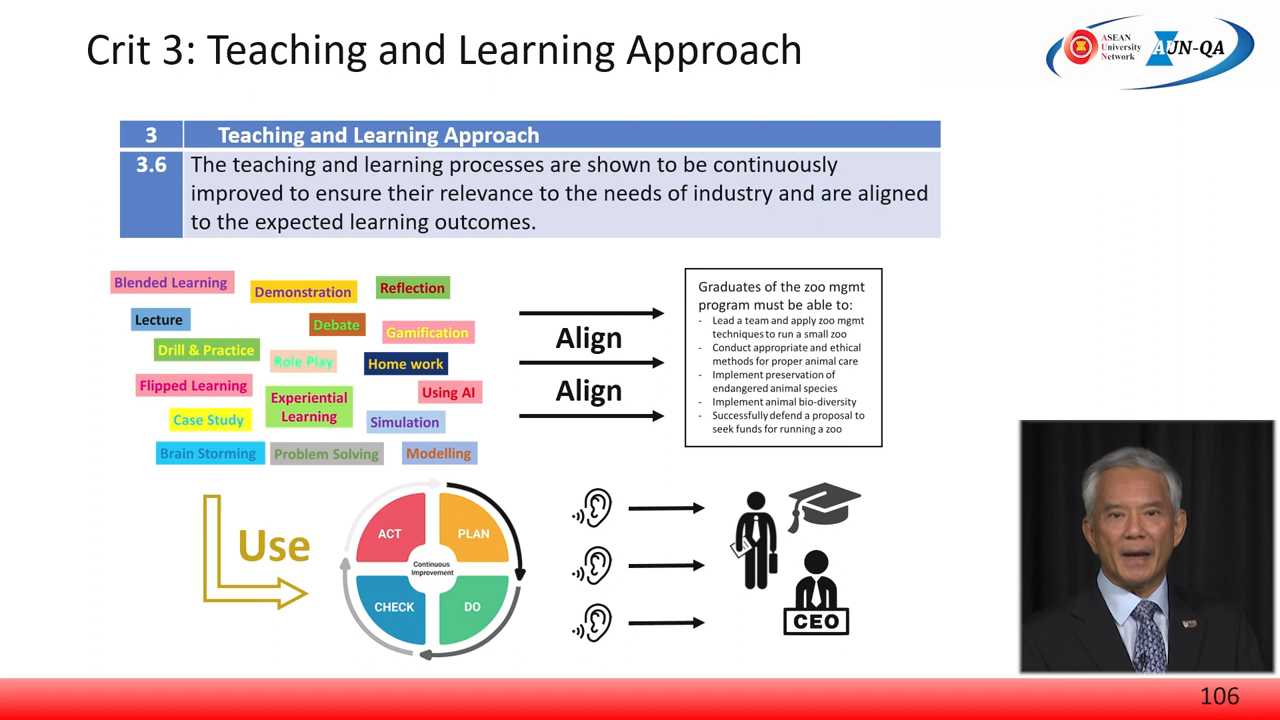 Crit 3: Teaching and Learning Approach
ASEAN
University
Network
AUN-QA
3 Teaching and Learning Approach
3.6 The teaching and learning processes are shown to be continuously
improved to ensure their relevance to the needs of industry and are aligned
to the expected learning outcomes.
Blended Learning
Demonstration
Reflection
Lecture
Debate
Gamification
Drill & Practice
Role Play
Home work
Flipped Learning
Experiential
Learning
Using AI
Case Study
Simulation
Brain Storming
Problem Solving
Modelling
Align
Align
Graduates of the zoo mgmt
program must be able to:
- Lead a team and apply zoo mgmt
techniques to run a small zoo
- Conduct appropriate and ethical
methods for proper animal care
- Implement preservation of
endangered animal species
- Implement animal bio-diversity
- Successfully defend a proposal to
seek funds for running a zoo
Use
ACT
PLAN
Continuous
Improvement
CHECK
DO
CEO
106